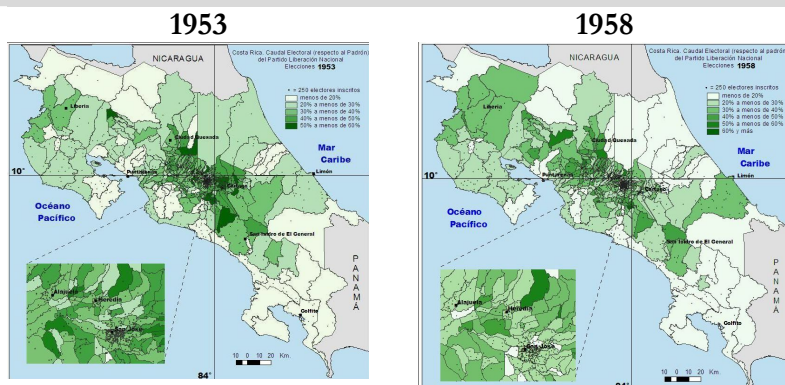 1953
Costa Rica. Caudal Electoral (respecto al Padrón)
del Partido Liberación Nacional
Elecciones 1953
• = 250 electores inscritos
menos de 20%
20% a menos de 30%
30% a menos de 40%
40% a menos de 50%
50% a menos de 60%
NICARAGUA
Liberia
Ciudad Quesada
Mar
Caribe
10°
Puntarenas
Cartago
Limón
Océano
Pacífico
San Isidro de El General
PANAMÁ
Alajuela
Heredia
San José
Golfito
10 0 10 20 Km.
84°
1958
Costa Rica. Caudal Electoral (respecto al padrón)
del Partido Liberación Nacional
Elecciones 1958
• = 250 electores inscritos
menos de 20%
20% a menos de 30%
30% a menos de 40%
40% a menos de 50%
50% a menos de 60%
60% y más
NICARAGUA
Liberia
Ciudad Quesada
Mar
Caribe
10°
Puntarenas
Cartago
Limón
Océano
Pacífico
San Isidro de El General
PANAMÁ
Alajuela
Heredia
San José
Golfito
10 0 10 20 Km.
84°